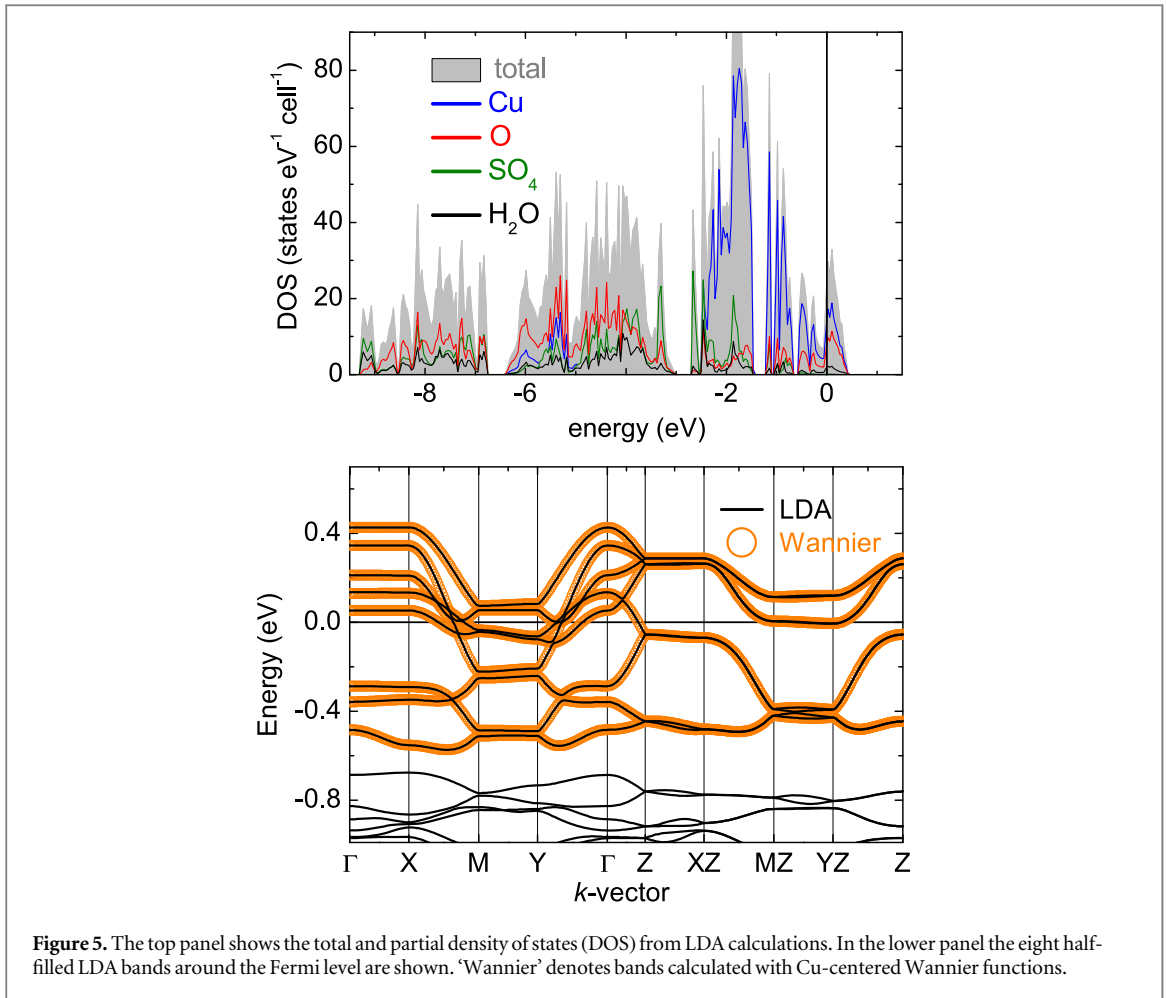 80
60
40
20
0
DOS (states eV⁻¹ cell⁻¹)
total
Cu
O
SO₄
H₂O
-8 -6 -4 -2 0
energy (eV)
0.4
0.0
-0.4
-0.8
Energy (eV)
LDA
Wannier
Γ X M Y Γ Z XZ MZ YZ Z
k-vector
Figure 5. The top panel shows the total and partial density of states (DOS) from LDA calculations. In the lower panel the eight half-
filled LDA bands around the Fermi level are shown. ‘Wannier’ denotes bands calculated with Cu-centered Wannier functions.